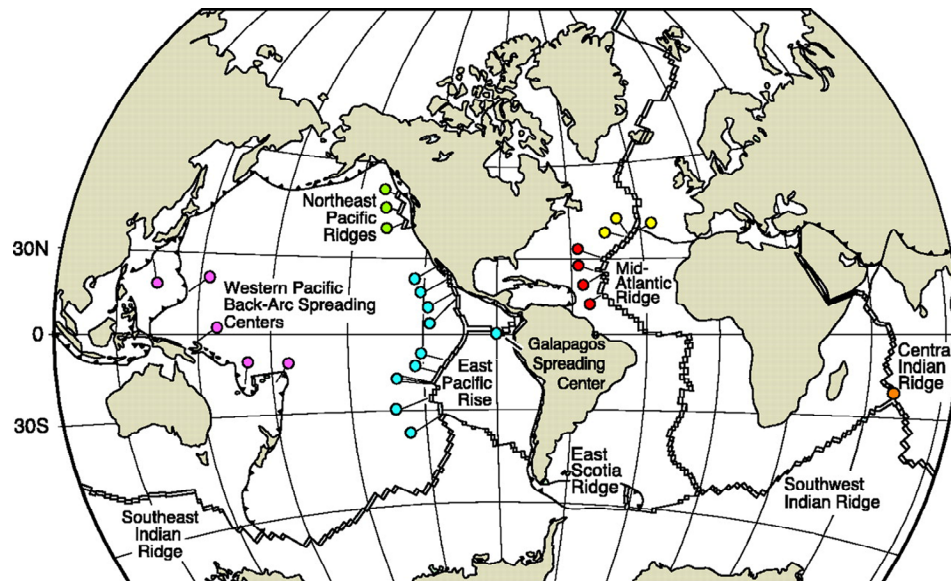 Northeast
Pacific
Ridges
30N
Mid-
Atlantic
Ridge
Western Pacific
Back-Arc Spreading
Centers
0
Galapagos
Spreading
Center
East
Pacific
Rise
Central
Indian
Ridge
30S
East
Scotia
Ridge
Southwest
Indian Ridge
Southeast
Indian
Ridge